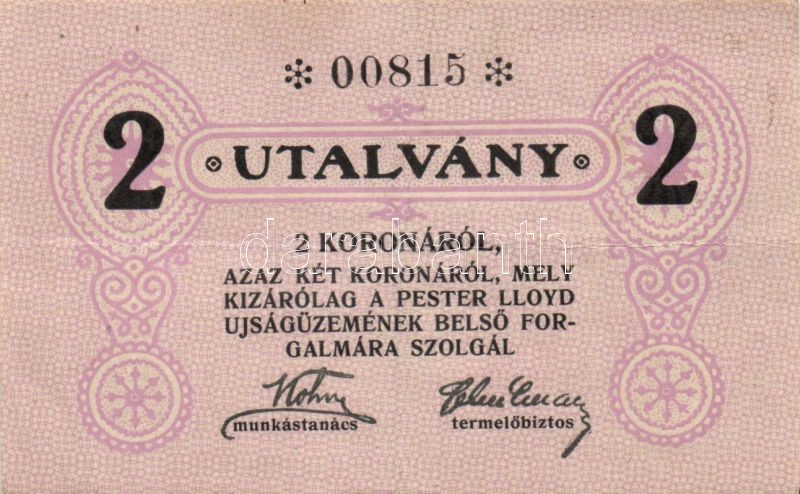 * 00815 *
2 UTALVÁNY 2
2 KORONÁRÓL,
darabanth
AZAZ KÉT KORONÁRÓL, MELY
KIZÁRÓLAG A PESTER LLOYD
UJSÁGÜZEMÉNEK BELSŐ FOR-
GALMÁRA SZOLGÁL
munkástanács termelőbiztos